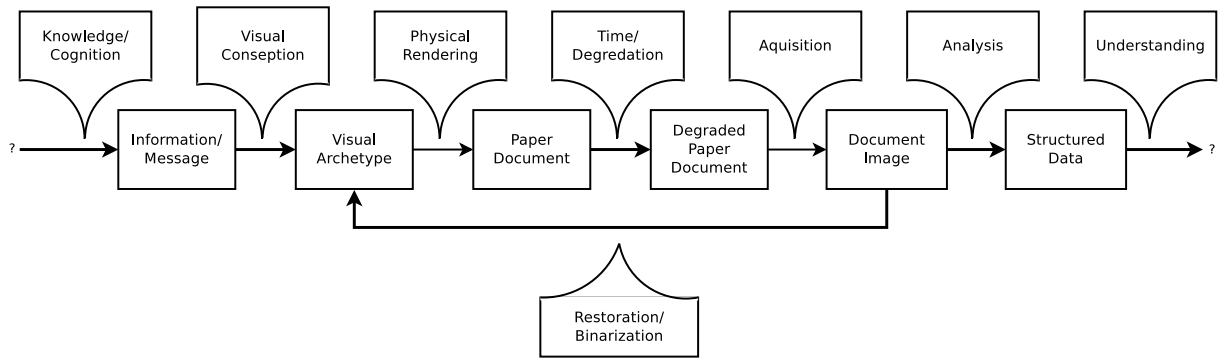 Knowledge/
Cognition
Visual
Conseption
Physical
Rendering
Time/
Degredation
Aquisition
Analysis
Understanding
?
Information/
Message
Visual
Archetype
Paper
Document
Degraded
Paper
Document
Document
Image
Structured
Data
?
Restoration/
Binarization